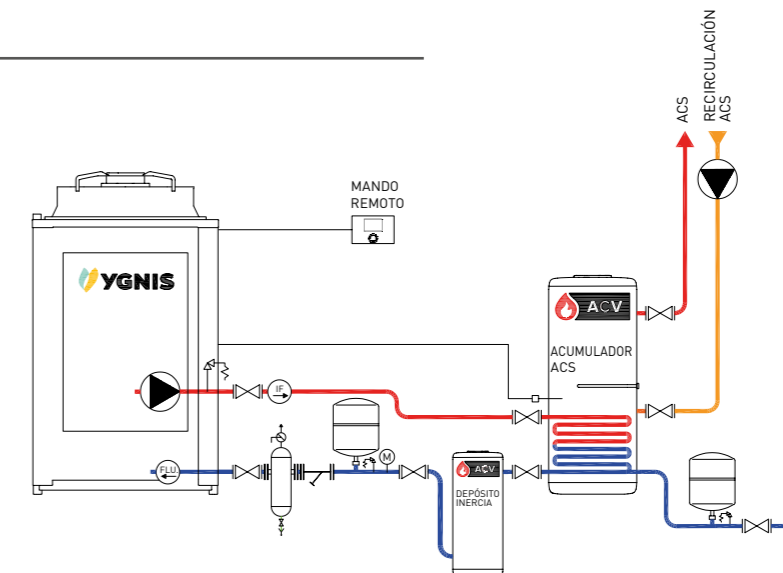 ACS
RECIRCULACIÓN
ACS
MANDO
REMOTO
YGNIS
ACV
ACUMULADOR
ACS
IF
FLU.
M
ACV
DEPÓSITO
INERCIA